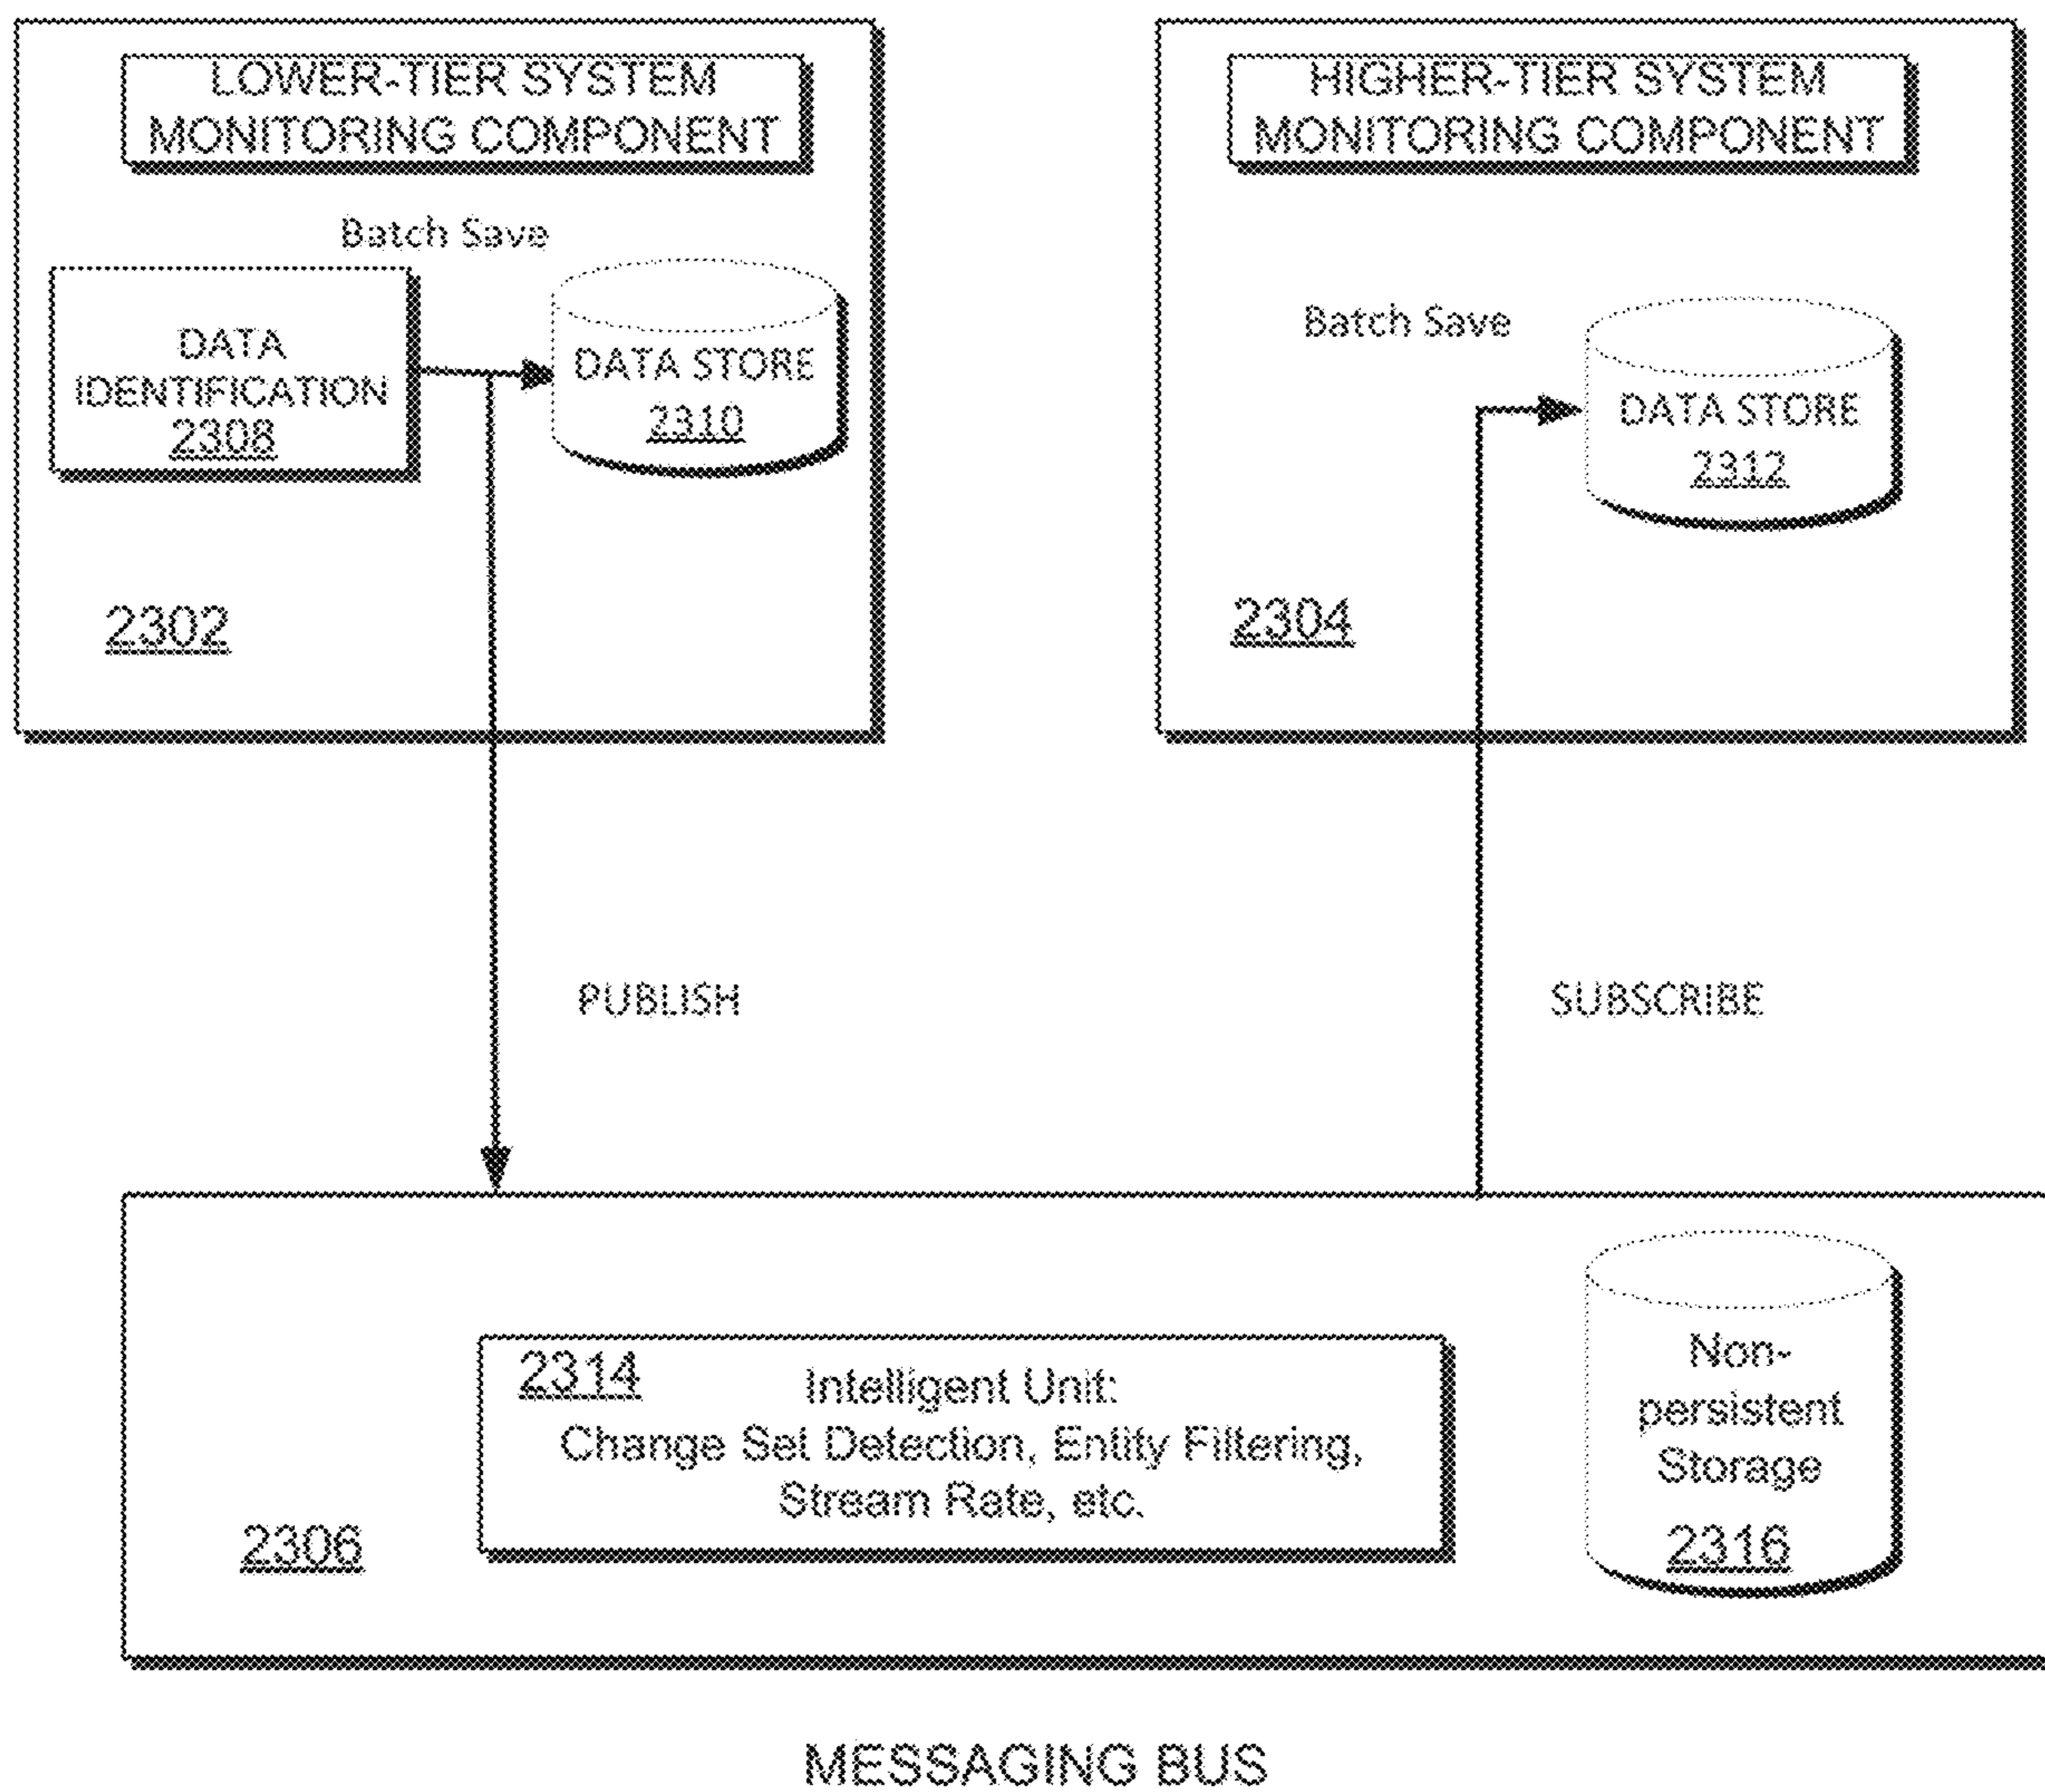 LOWER-TIER SYSTEM
MONITORING COMPONENT
Batch Save
DATA
IDENTIFICATION
2308
DATA STORE
2310
2302
HIGHER-TIER SYSTEM
MONITORING COMPONENT
Batch Save
DATA STORE
2312
2304
PUBLISH
SUBSCRIBE
2314
Intelligent Unit:
Change Set Detection, Entity Filtering,
Stream Rate, etc.
2306
Non-
persistent
Storage
2316
MESSAGING BUS